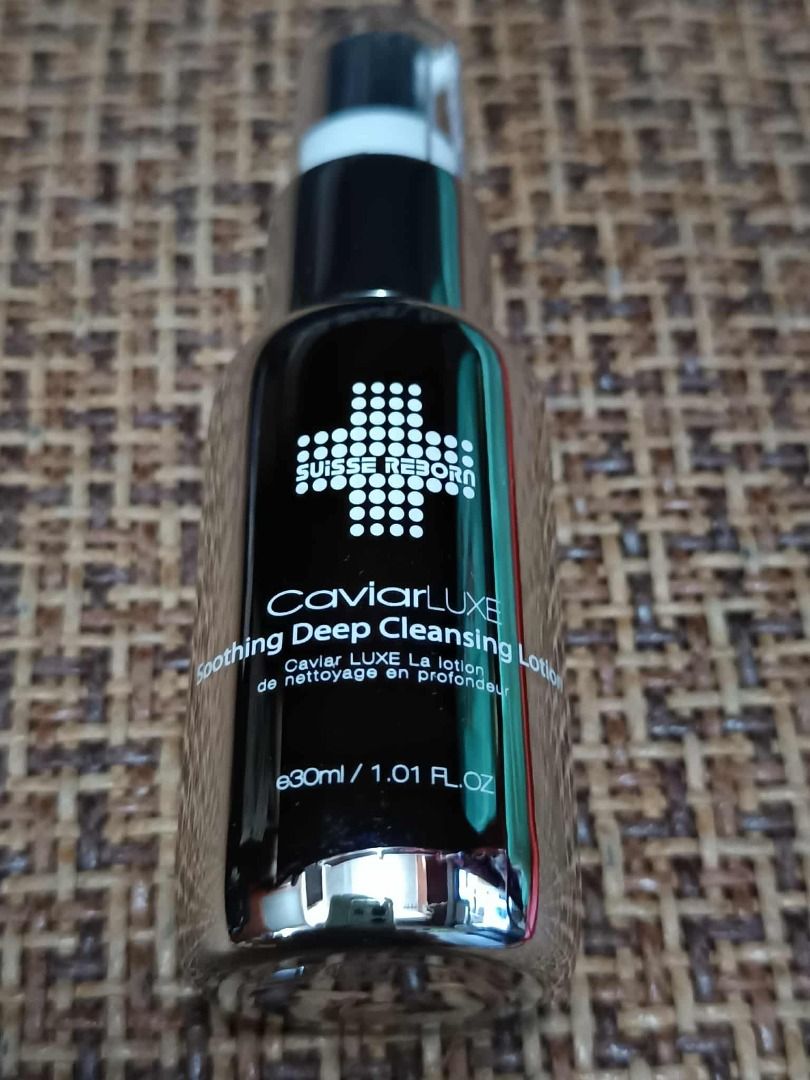 SUiSSE REBORN
CaviarLUXE
Soothing Deep Cleansing Lotion
Caviar LUXE La lotion
de nettoyage en profondeur
e30ml / 1.01 FL.OZ